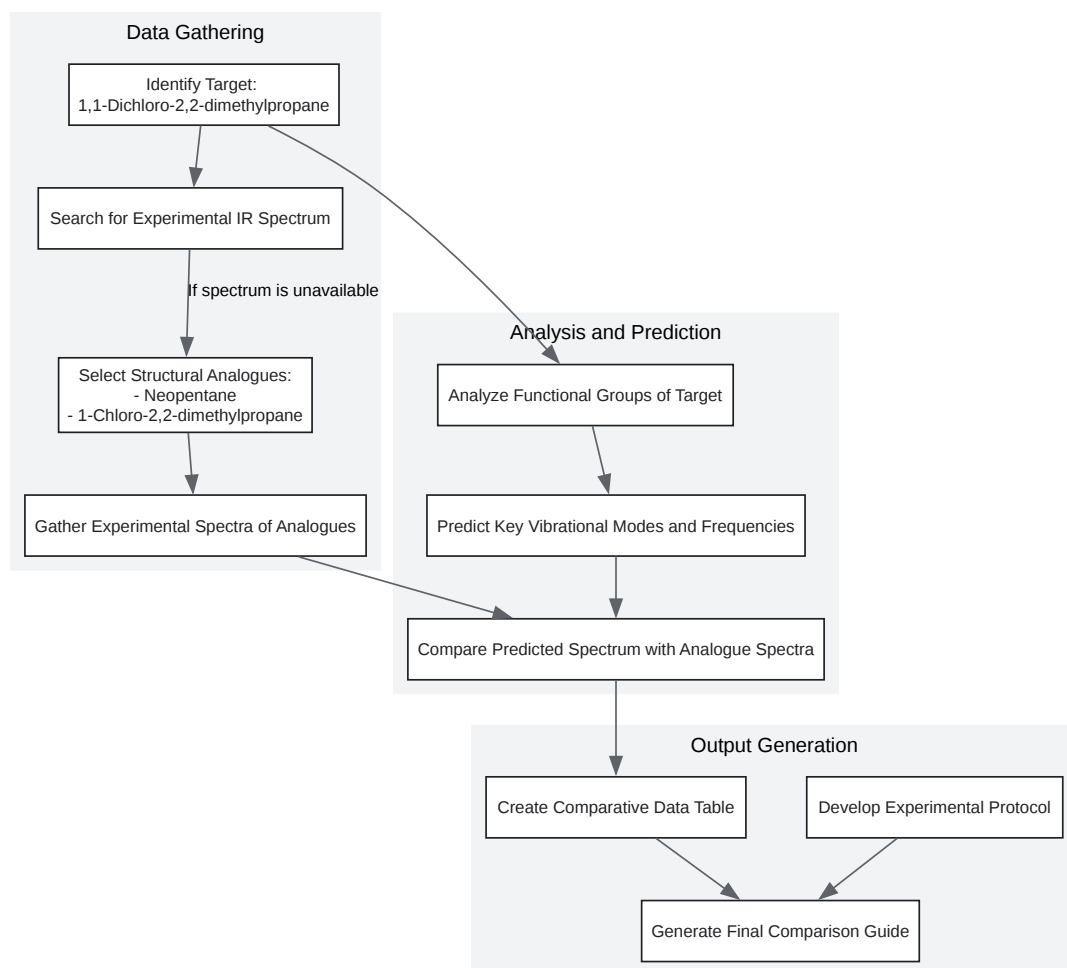 Data Gathering
Identify Target:
1,1-Dichloro-2,2-dimethylpropane
Search for Experimental IR Spectrum
If spectrum is unavailable
Select Structural Analogues:
- Neopentane
- 1-Chloro-2,2-dimethylpropane
Gather Experimental Spectra of Analogues
Analysis and Prediction
Analyze Functional Groups of Target
Predict Key Vibrational Modes and Frequencies
Compare Predicted Spectrum with Analogue Spectra
Output Generation
Create Comparative Data Table
Develop Experimental Protocol
Generate Final Comparison Guide